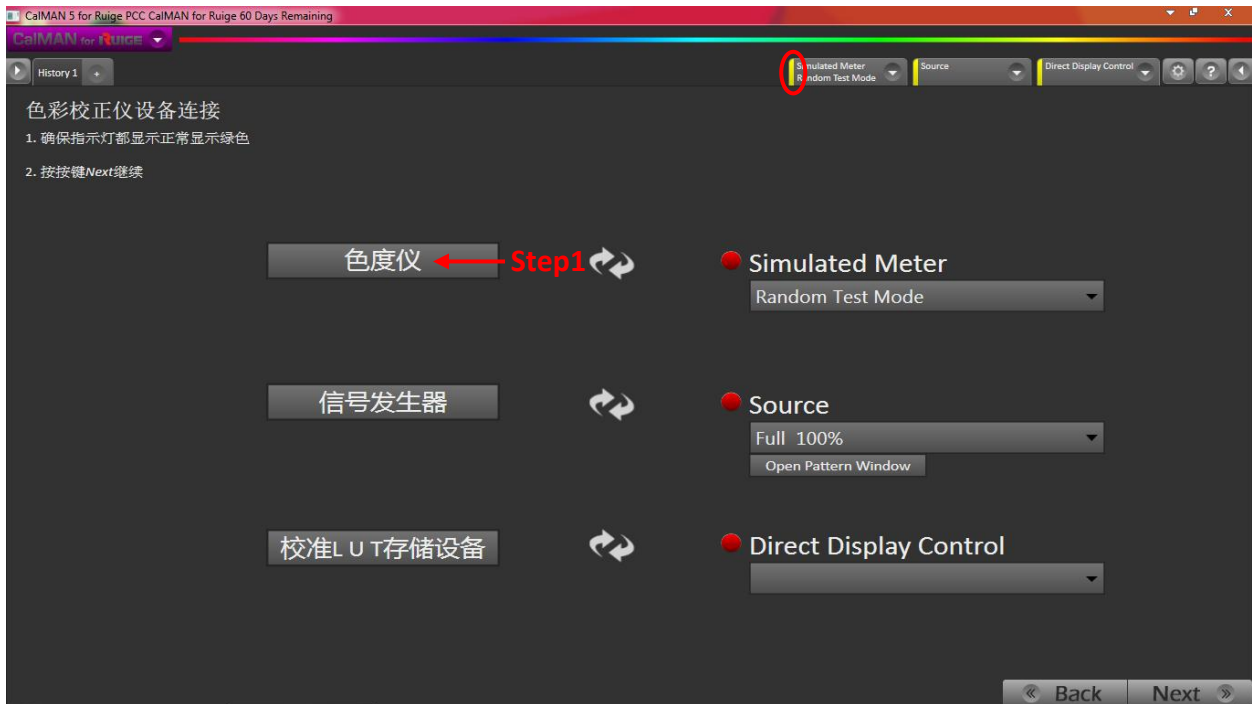 CalMAN 5 for Ruige PCC CalMAN for Ruige 60 Days Remaining
CalMAN for RUIGE
History 1 +
Simulated Meter
Random Test Mode
Source
Direct Display Control
?
色彩校正仪设备连接
1. 确保指示灯都显示正常显示绿色
2. 按按键Next继续
色度仪
Step1
Simulated Meter
Random Test Mode
信号发生器
Source
Full 100%
Open Pattern Window
校准L U T存储设备
Direct Display Control
« Back
Next »